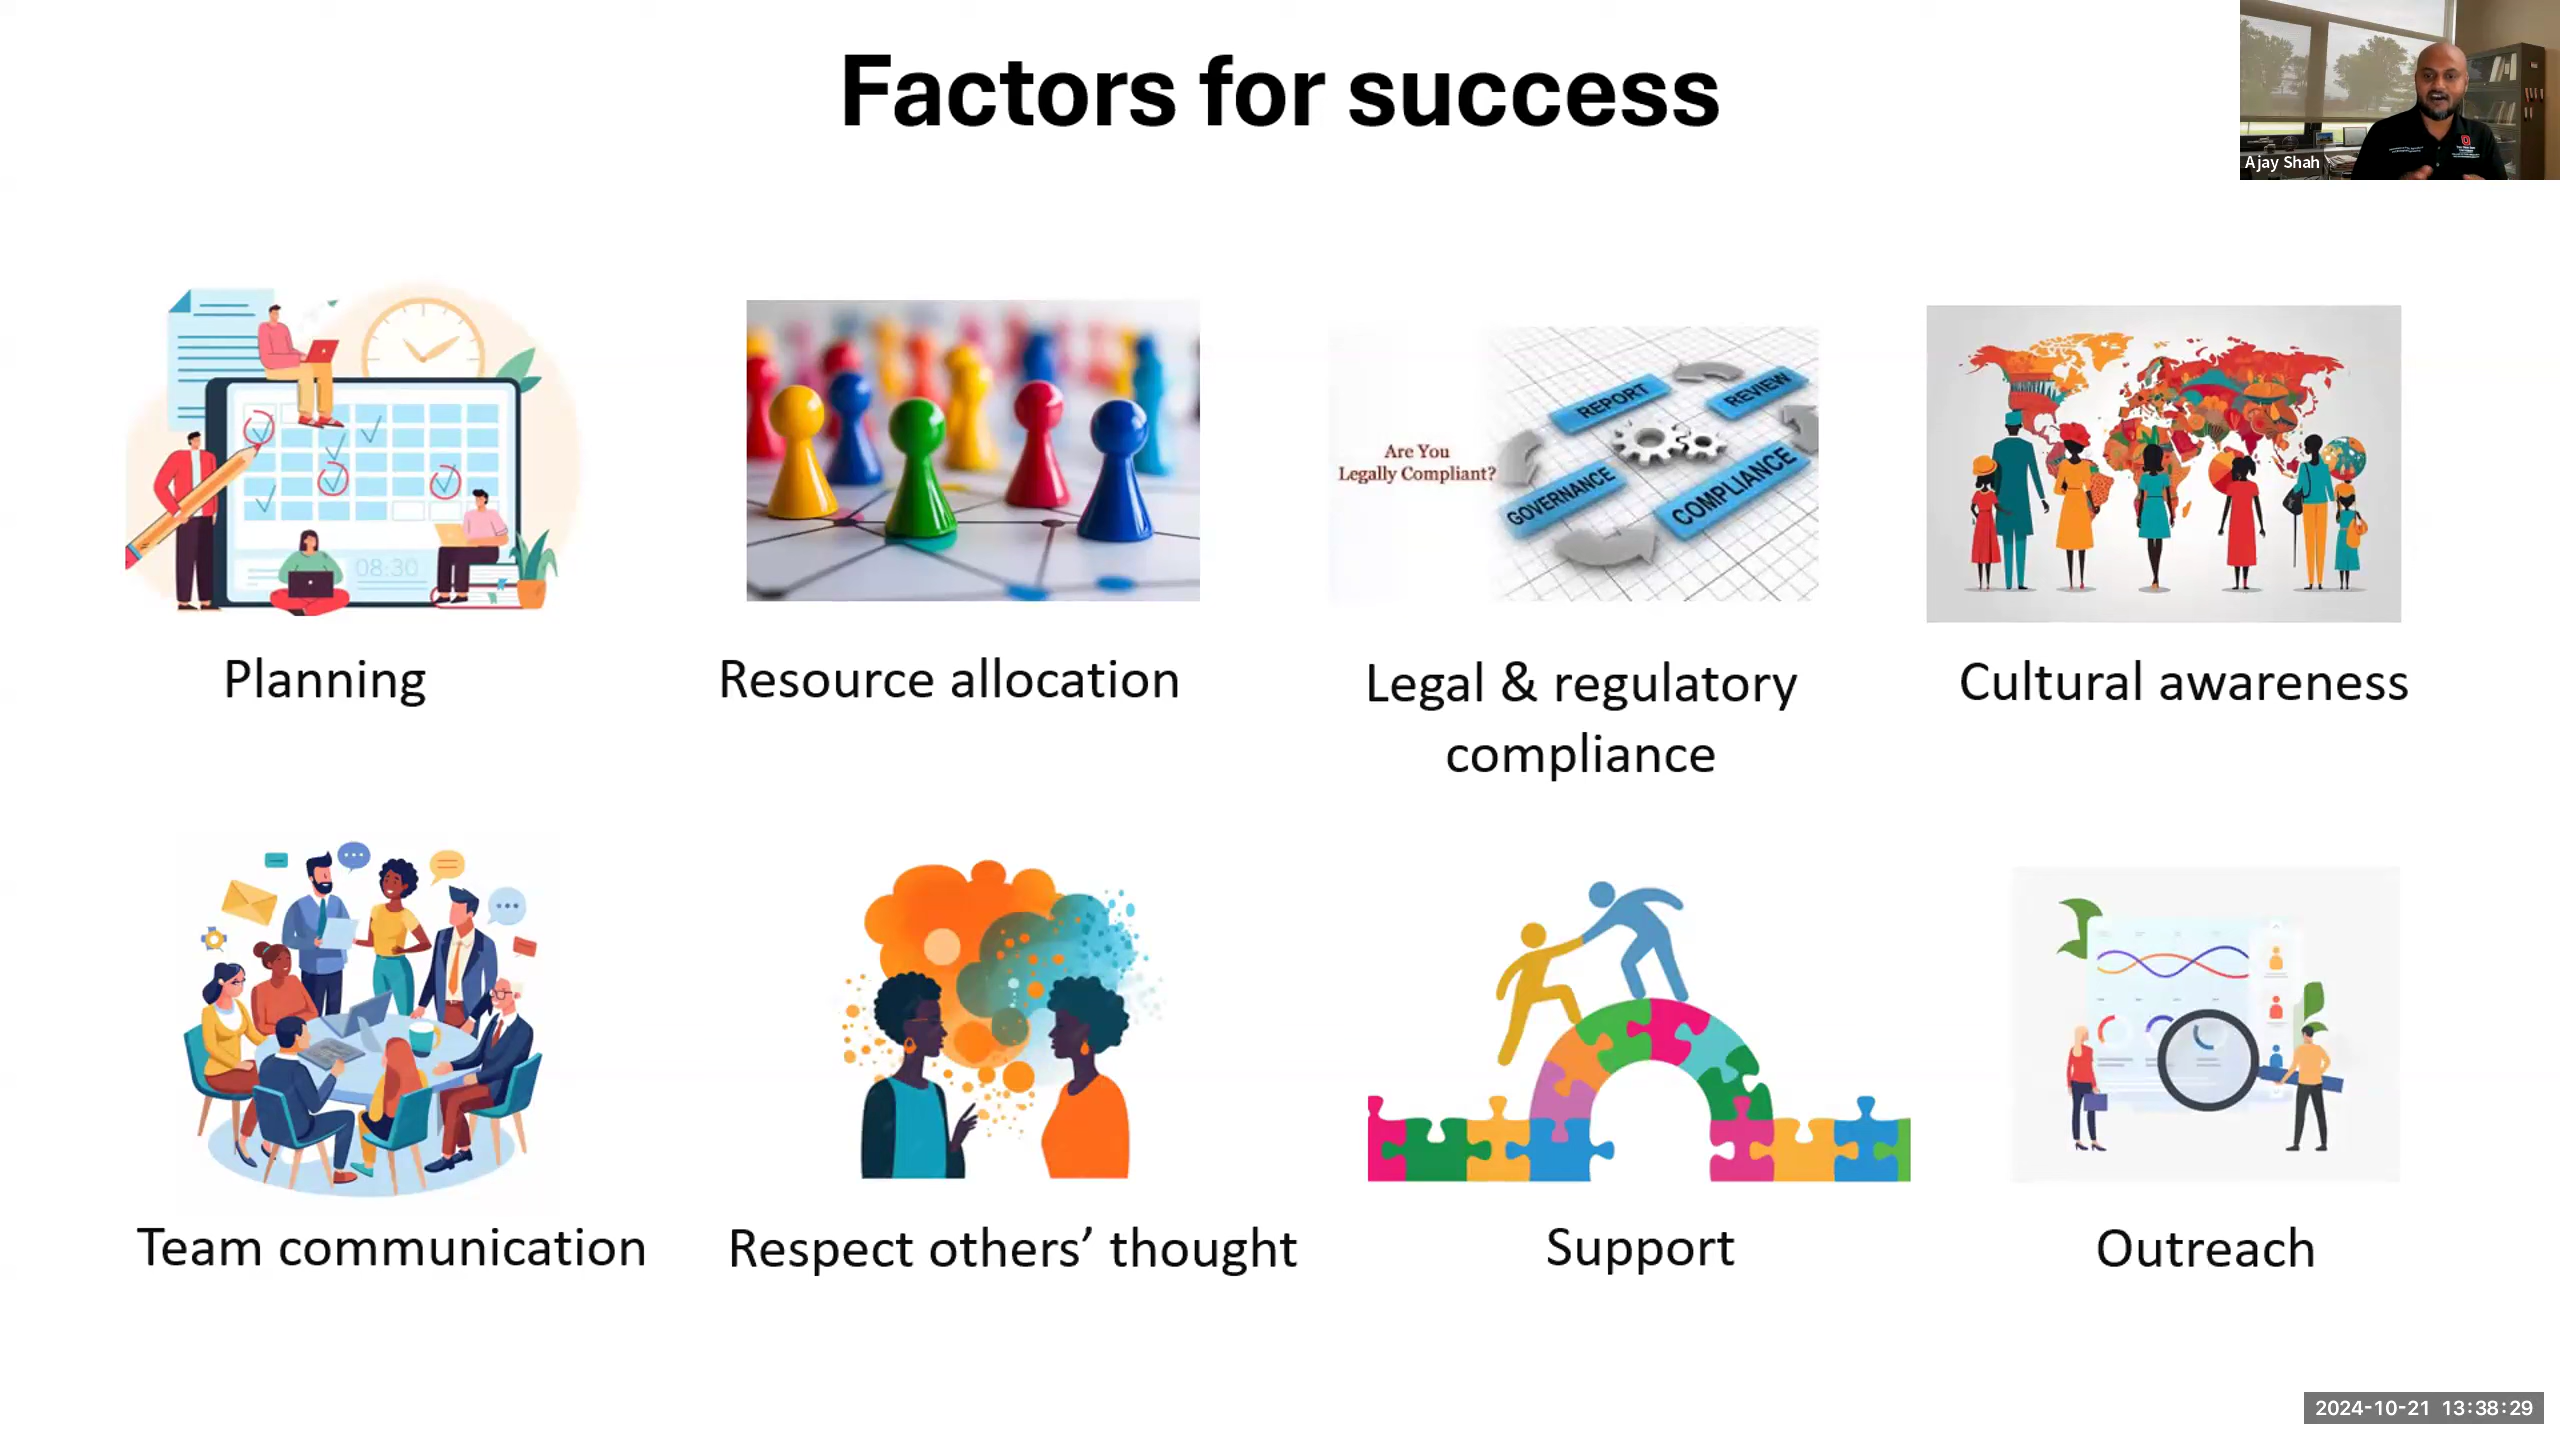 Factors for success
Ajay Shah
08:30
Are You
Legally Compliant?
REPORT
REVIEW
GOVERNANCE
COMPLIANCE
Planning
Resource allocation
Legal & regulatory
compliance
Cultural awareness
Team communication
Respect others’ thought
Support
Outreach
2024-10-21 13:38:29